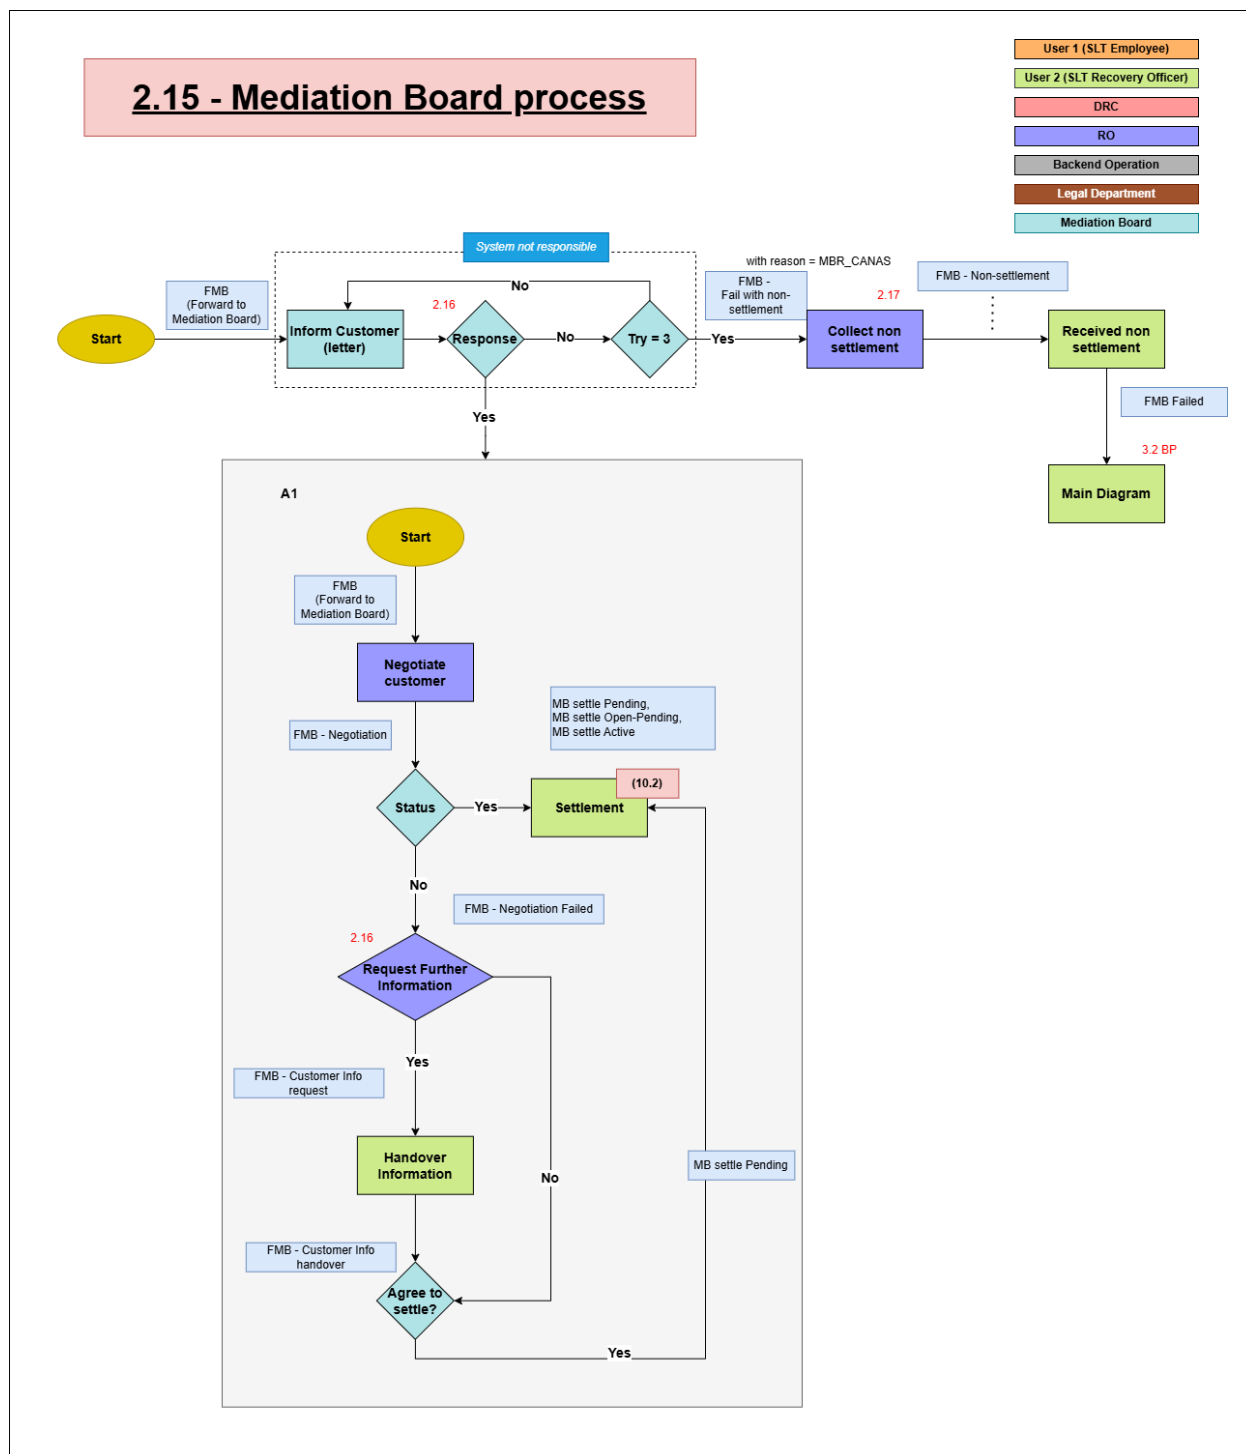 User 1 (SLT Employee)
User 2 (SLT Recovery Officer)
DRC
RO
Backend Operation
Legal Department
Mediation Board
2.15 - Mediation Board process
System not responsible
with reason = MBR_CANAS
FMB
(Forward to
Mediation Board)
No
2.16
FMB -
Fail with non-
settlement
2.17
FMB - Non-settlement
Start
Inform Customer
(letter)
Response
No
Try = 3
Yes
Collect non
settlement
Received non
settlement
Yes
FMB Failed
3.2 BP
Main Diagram
A1
Start
FMB
(Forward to
Mediation Board)
Negotiate
customer
FMB - Negotiation
MB settle Pending,
MB settle Open-Pending,
MB settle Active
(10.2)
Status
Yes
Settlement
No
FMB - Negotiation Failed
2.16
Request Further
Information
Yes
FMB - Customer Info
request
Handover
Information
No
MB settle Pending
FMB - Customer Info
handover
Agree to
settle?
Yes